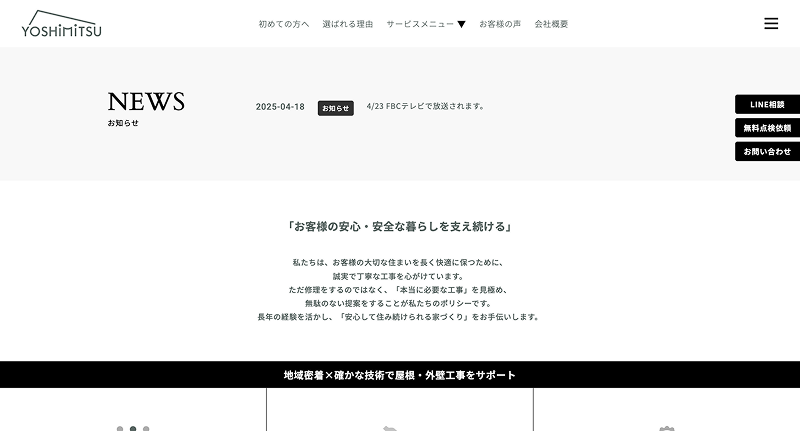 YOSHIMITSU
初めての方へ 選ばれる理由 サービスメニュー ▼ お客様の声 会社概要
NEWS
お知らせ
2025-04-18 お知らせ 4/23 FBCテレビで放送されます。
LINE相談
無料点検依頼
お問い合わせ
「お客様の安心・安全な暮らしを支え続ける」
私たちは、お客様の大切な住まいを長く快適に保つために、
誠実で丁寧な工事を心がけています。
ただ修理をするのではなく、「本当に必要な工事」を見極め、
無駄のない提案をすることが私たちのポリシーです。
長年の経験を活かし、「安心して住み続けられる家づくり」をお手伝いします。
地域密着×確かな技術で屋根・外壁工事をサポート